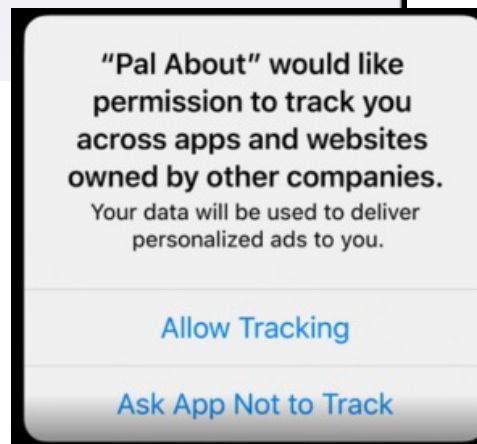 “Pal About” would like
permission to track you
across apps and websites
owned by other companies.
Your data will be used to deliver
personalized ads to you.
Allow Tracking
Ask App Not to Track